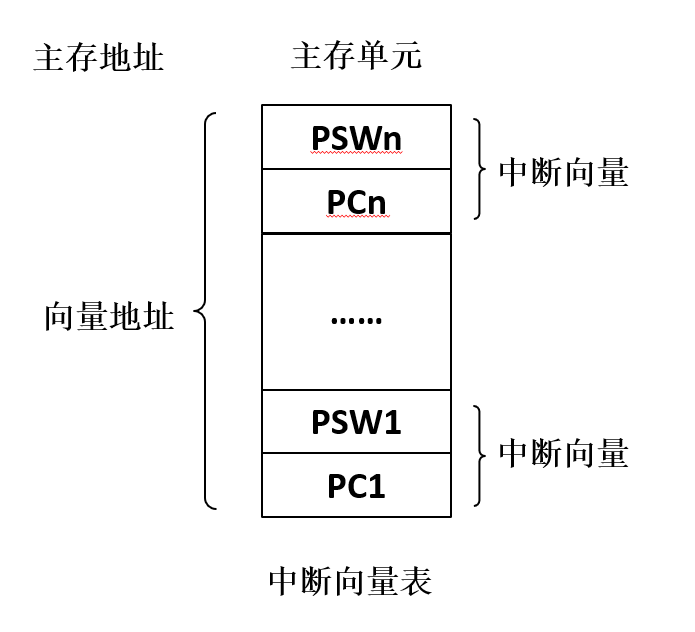 主存地址 主存单元
PSWn
中断向量
PCn
向量地址
......
PSW1
中断向量
PC1
中断向量表